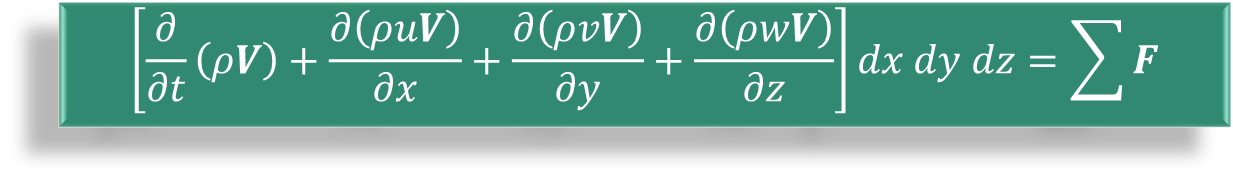 [∂/∂t (ρV) + ∂(ρuV)/∂x + ∂(ρvV)/∂y + ∂(ρwV)/∂z] dx dy dz = ∑ F